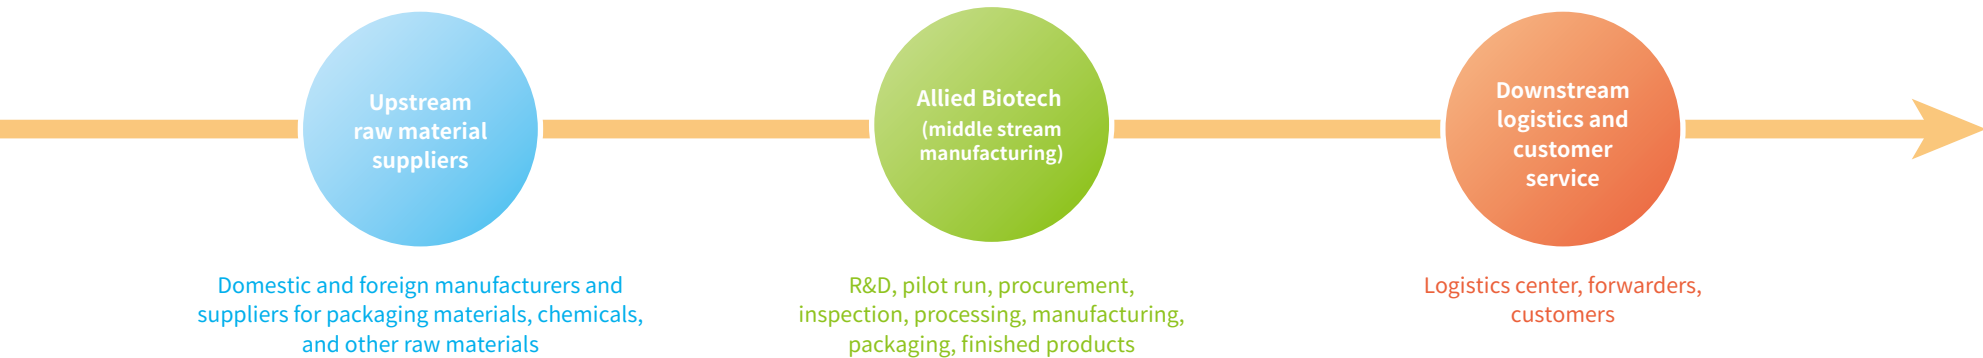 Upstream
raw material
suppliers
Domestic and foreign manufacturers and
suppliers for packaging materials, chemicals,
and other raw materials
Allied Biotech
(middle stream
manufacturing)
R&D, pilot run, procurement,
inspection, processing, manufacturing,
packaging, finished products
Downstream
logistics and
customer
service
Logistics center, forwarders,
customers